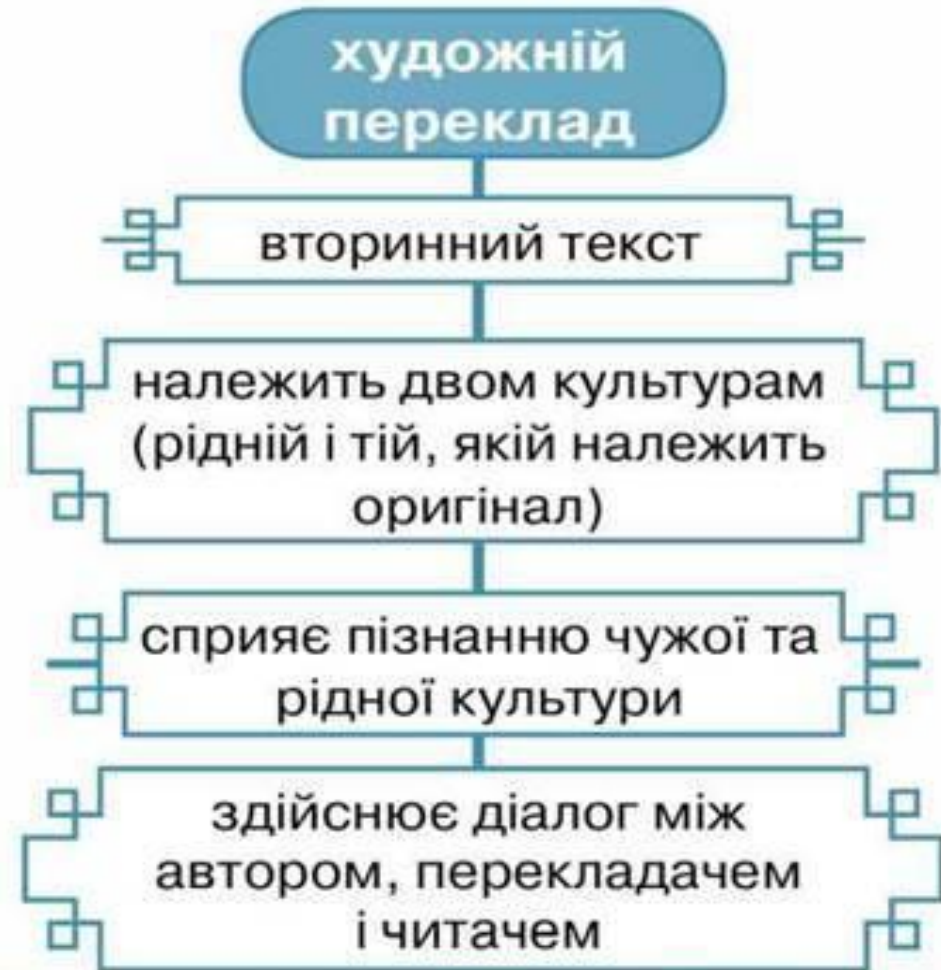 художній
переклад
вторинний текст
належить двом культурам
(рідній і тій, якій належить
оригінал)
сприяє пізнанню чужої та
рідної культури
здійснює діалог між
автором, перекладачем
і читачем